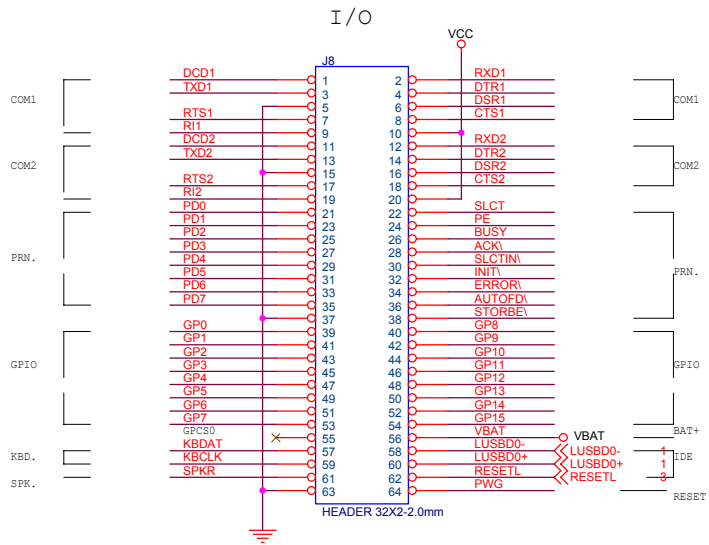 I/O
VCC
J8
DCD1 1 2 RXD1
TXD1 3 4 DTR1
COM1 5 6 DSR1 COM1
RTS1 7 8 CTS1
RI1 9 10
DCD2 11 12 RXD2
COM2 TXD2 13 14 DTR2 COM2
15 16 DSR2
RTS2 17 18 CTS2
RI2 19 20
PD0 21 22 SLCT
PD1 23 24 PE
PD2 25 26 BUSY
PRN. PD3 27 28 ACK\ PRN.
PD4 29 30 SLCTIN\
PD5 31 32 INIT\
PD6 33 34 ERROR\
PD7 35 36 AUTOFD\
37 38 STORBE\
GP0 39 40 GP8
GP1 41 42 GP9
GPIO GP2 43 44 GP10 GPIO
GP3 45 46 GP11
GP4 47 48 GP12
GP5 49 50 GP13
GP6 51 52 GP14
GP7 53 54 GP15
GPCS0 55 56 VBAT VBAT BAT+
KBD. KBDAT 57 58 LUSBD0- LUSBD0- 1 IDE
KBCLK 59 60 LUSBD0+ LUSBD0+ 1
SPK. SPKR 61 62 RESETL RESETL 3
63 64 PWG RESET
HEADER 32X2-2.0mm